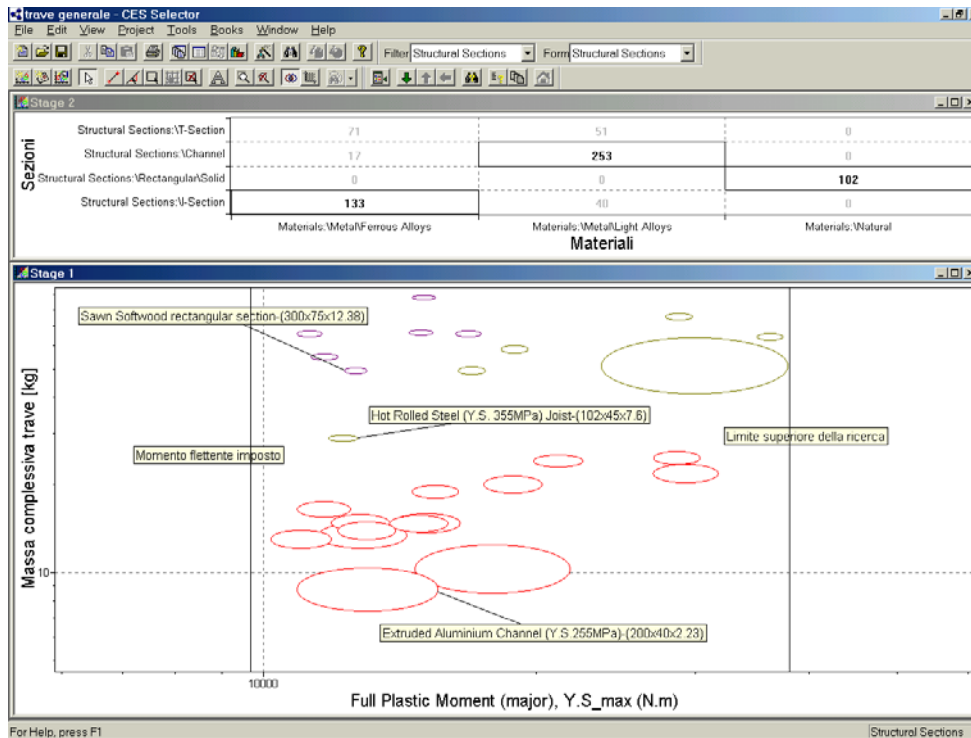 trave generale - CES Selector
File Edit View Project Tools Books Window Help
Filter Structural Sections Form Structural Sections
Stage 2
Sezioni
Structural Sections:\T-Section 71 51 0
Structural Sections:\Channel 17 253 0
Structural Sections:\Rectangular\Solid 0 0 102
Structural Sections:\I-Section 133 40 0
Materials:\Metal\Ferrous Alloys Materials:\Metal\Light Alloys Materials:\Natural
Materiali
Stage 1
Massa complessiva trave [kg]
Sawn Softwood rectangular section-(300x75x12.38)
Hot Rolled Steel (Y.S. 355MPa) Joist-(102x45x7.6)
Momento flettente imposto
Limite superiore della ricerca
10
Extruded Aluminium Channel (Y.S 255MPa)-(200x40x2.23)
10000
Full Plastic Moment (major), Y.S_max (N.m)
For Help, press F1
Structural Sections